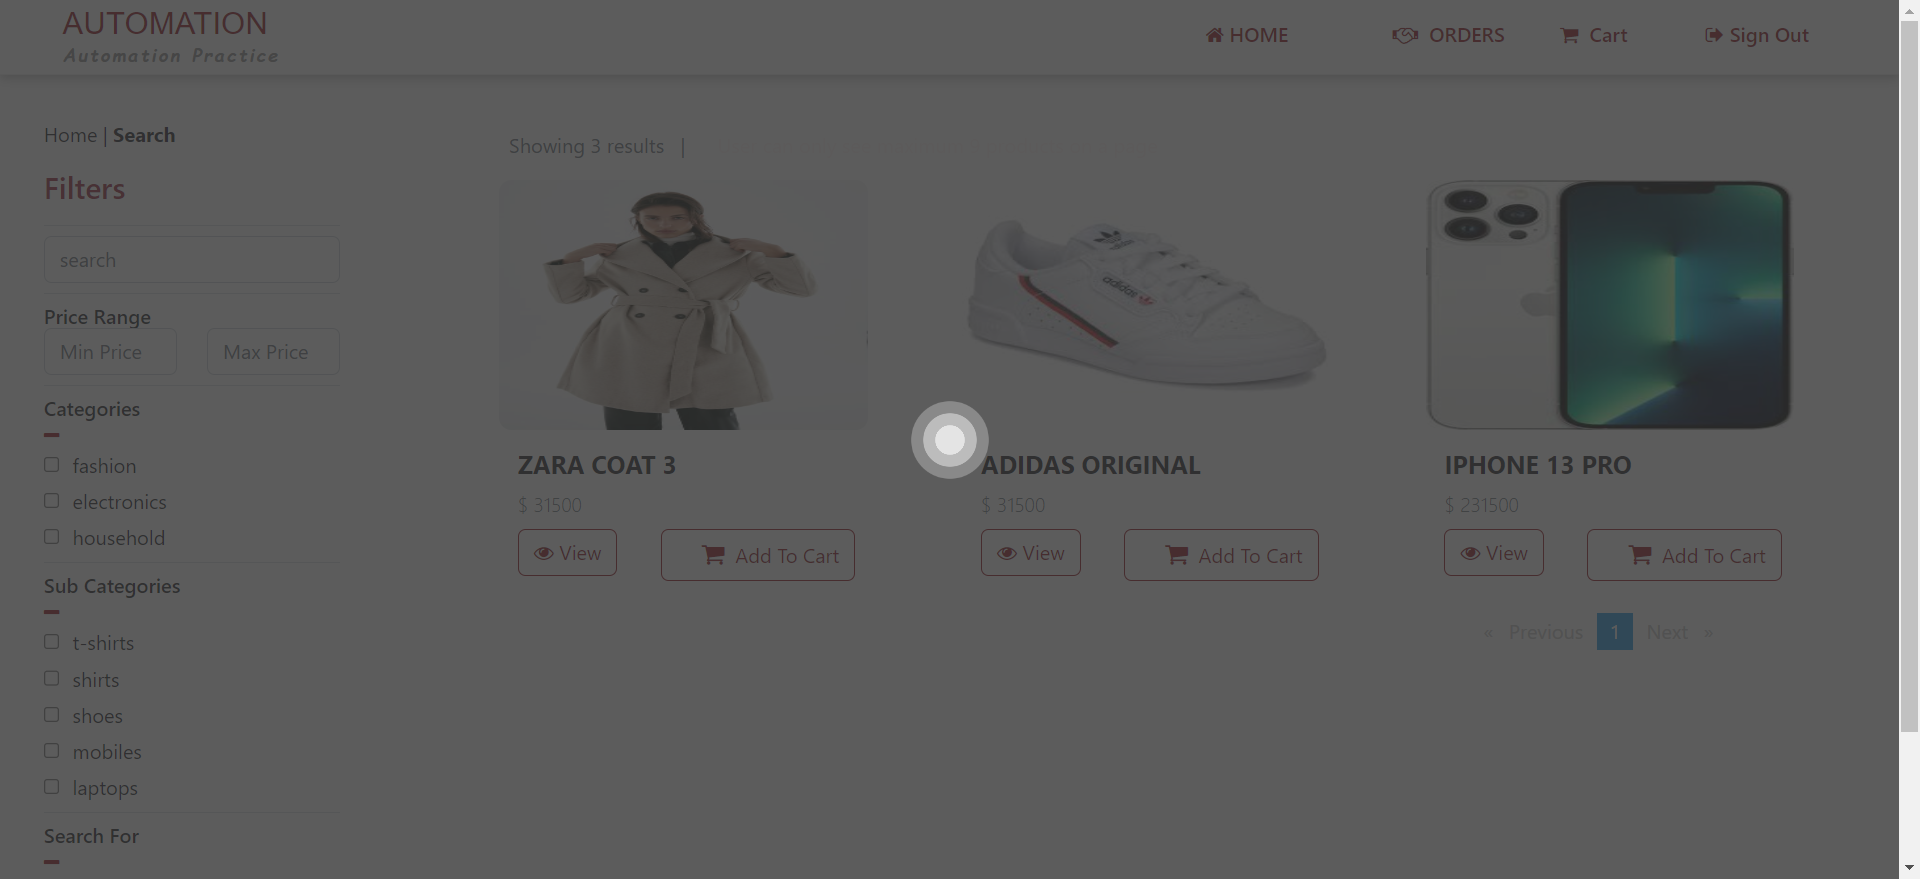 AUTOMATION
Automation Practice
HOME
ORDERS
Cart
Sign Out
Home | Search
Showing 3 results |
Filters
search
Price Range
Min Price
Max Price
Categories
fashion
electronics
household
Sub Categories
t-shirts
shirts
shoes
mobiles
laptops
Search For
adidas
ZARA COAT 3
$ 31500
View
Add To Cart
ADIDAS ORIGINAL
$ 31500
View
Add To Cart
IPHONE 13 PRO
$ 231500
View
Add To Cart
« Previous 1 Next »